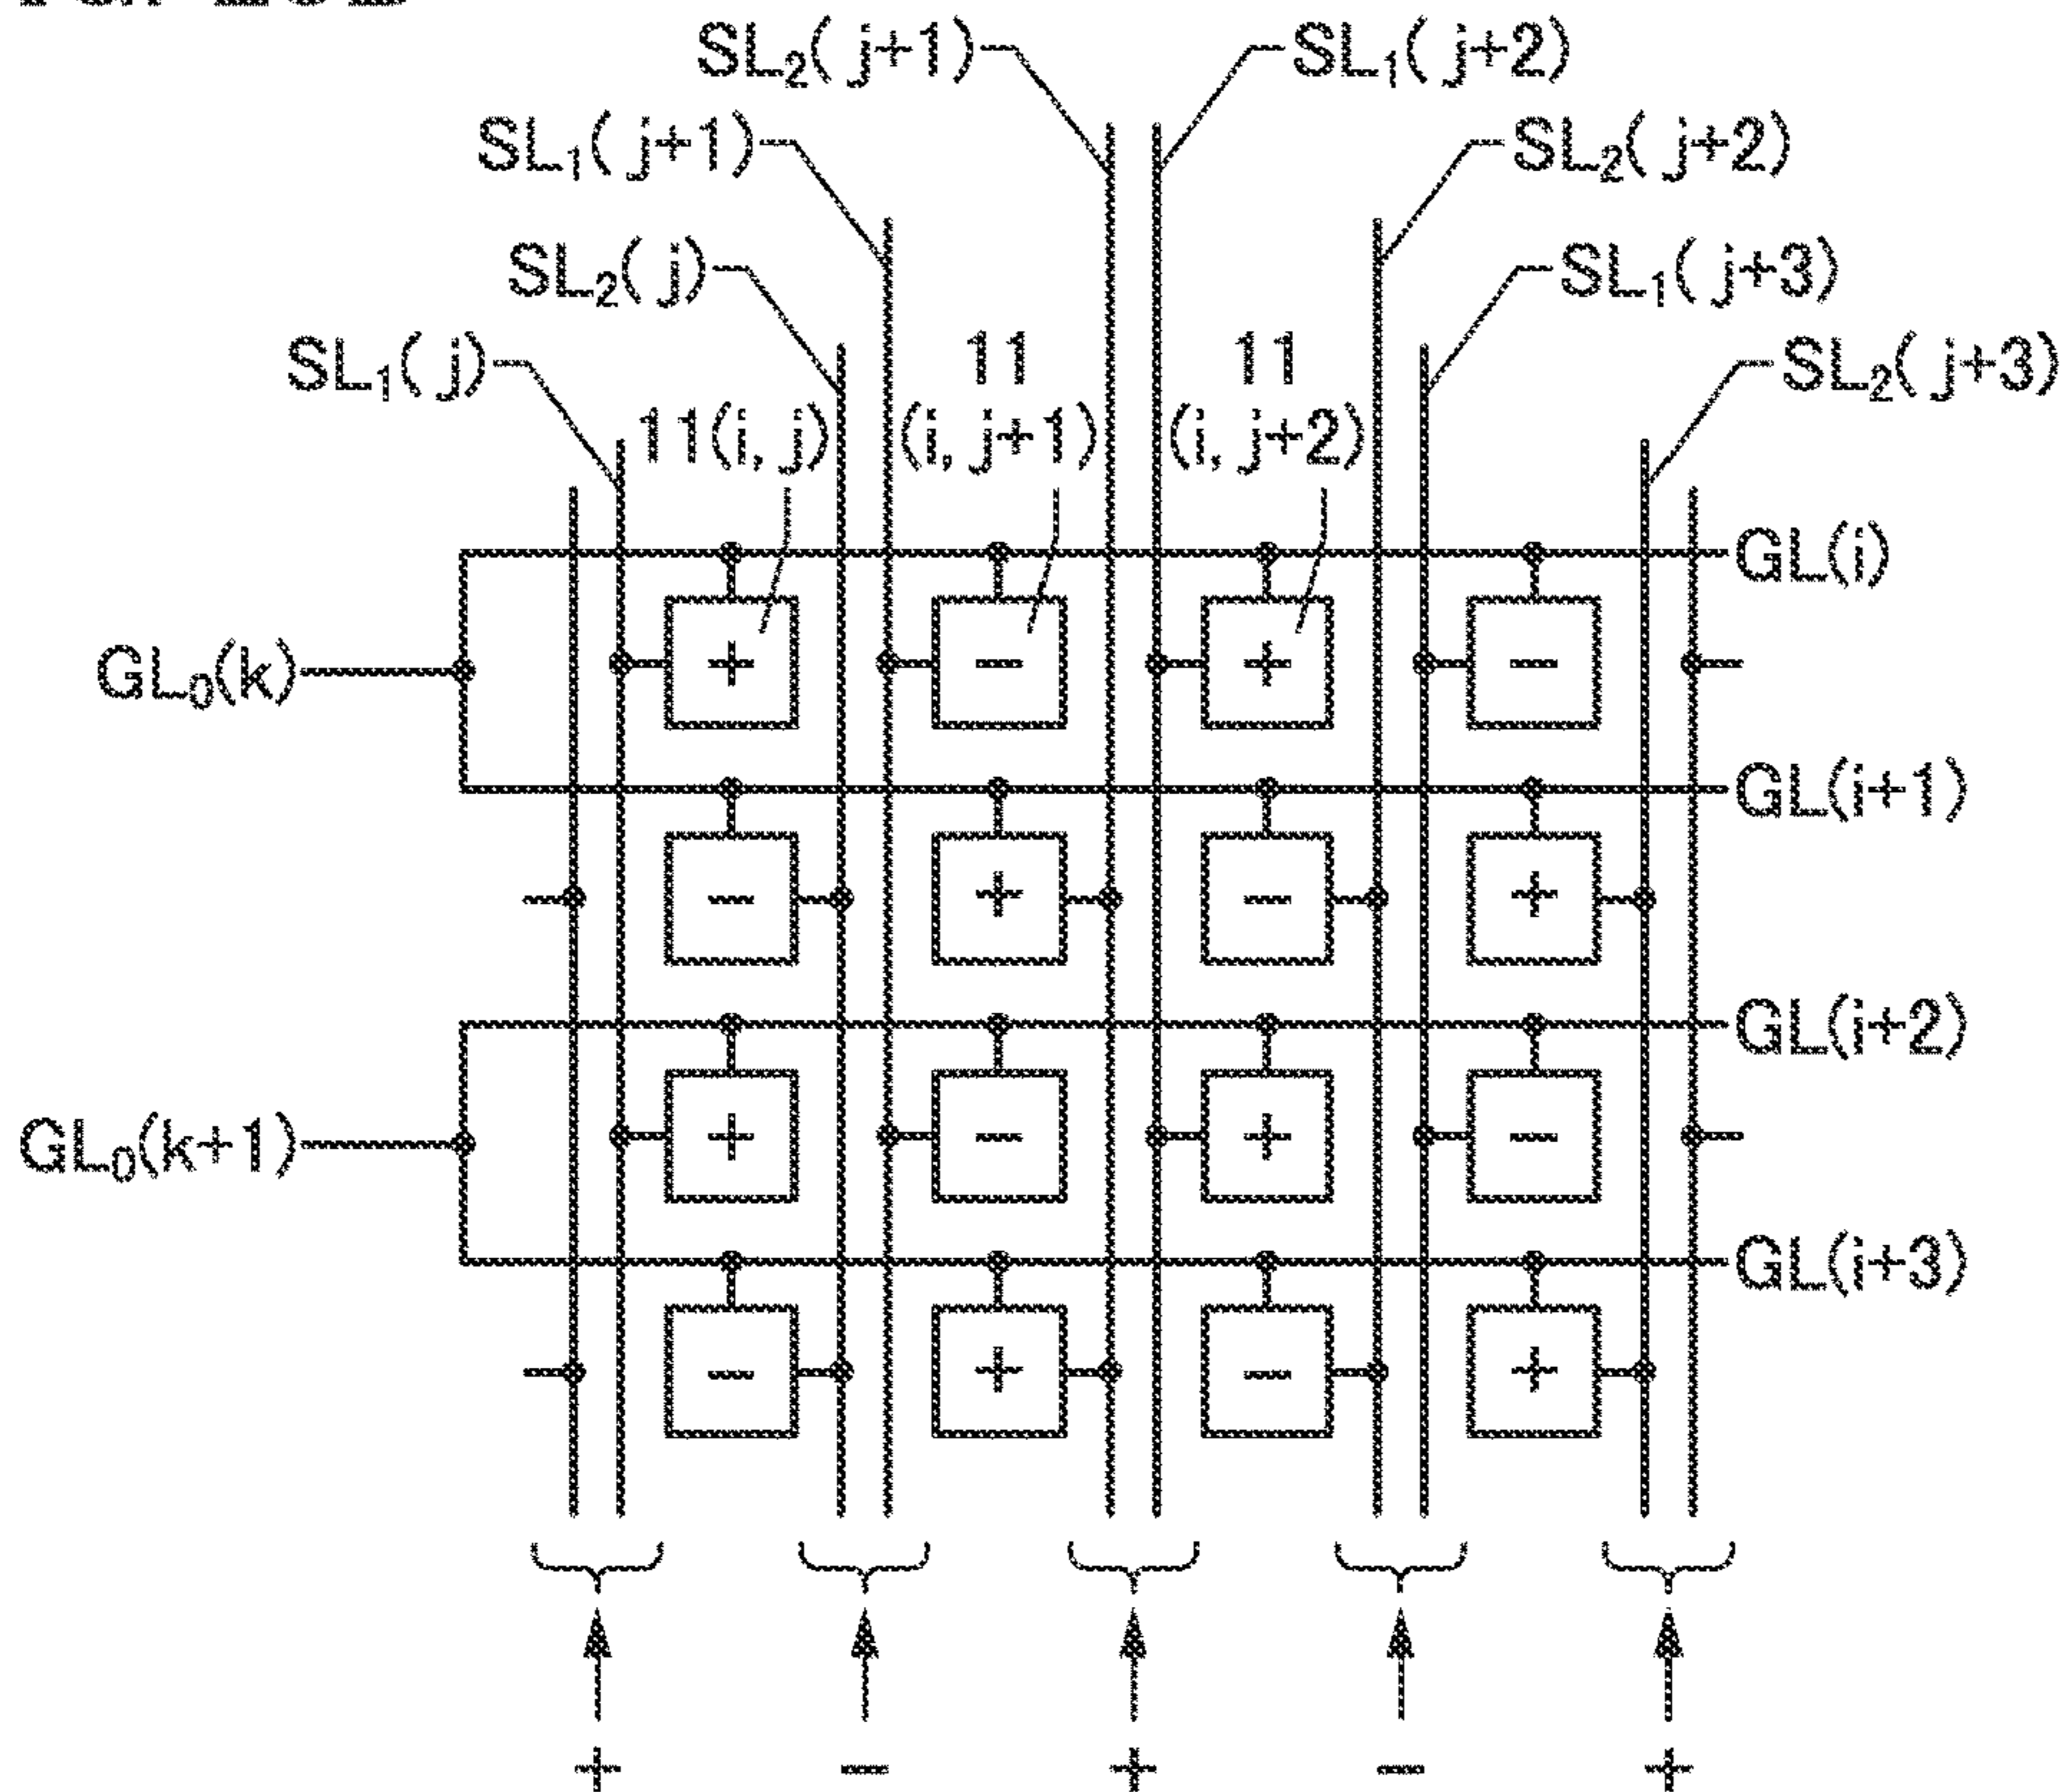 SL₂(j+1) SL₁(j+2)
SL₁(j+1) SL₂(j+2)
SL₂(j) SL₁(j+3)
SL₁(j) 11 11 SL₂(j+3)
11(i, j) (i, j+1) (i, j+2)
GL(i)
+ − + −
GL₀(k)
GL(i+1)
− + − +
GL(i+2)
+ − + −
GL₀(k+1)
GL(i+3)
− + − +
+ − + − +